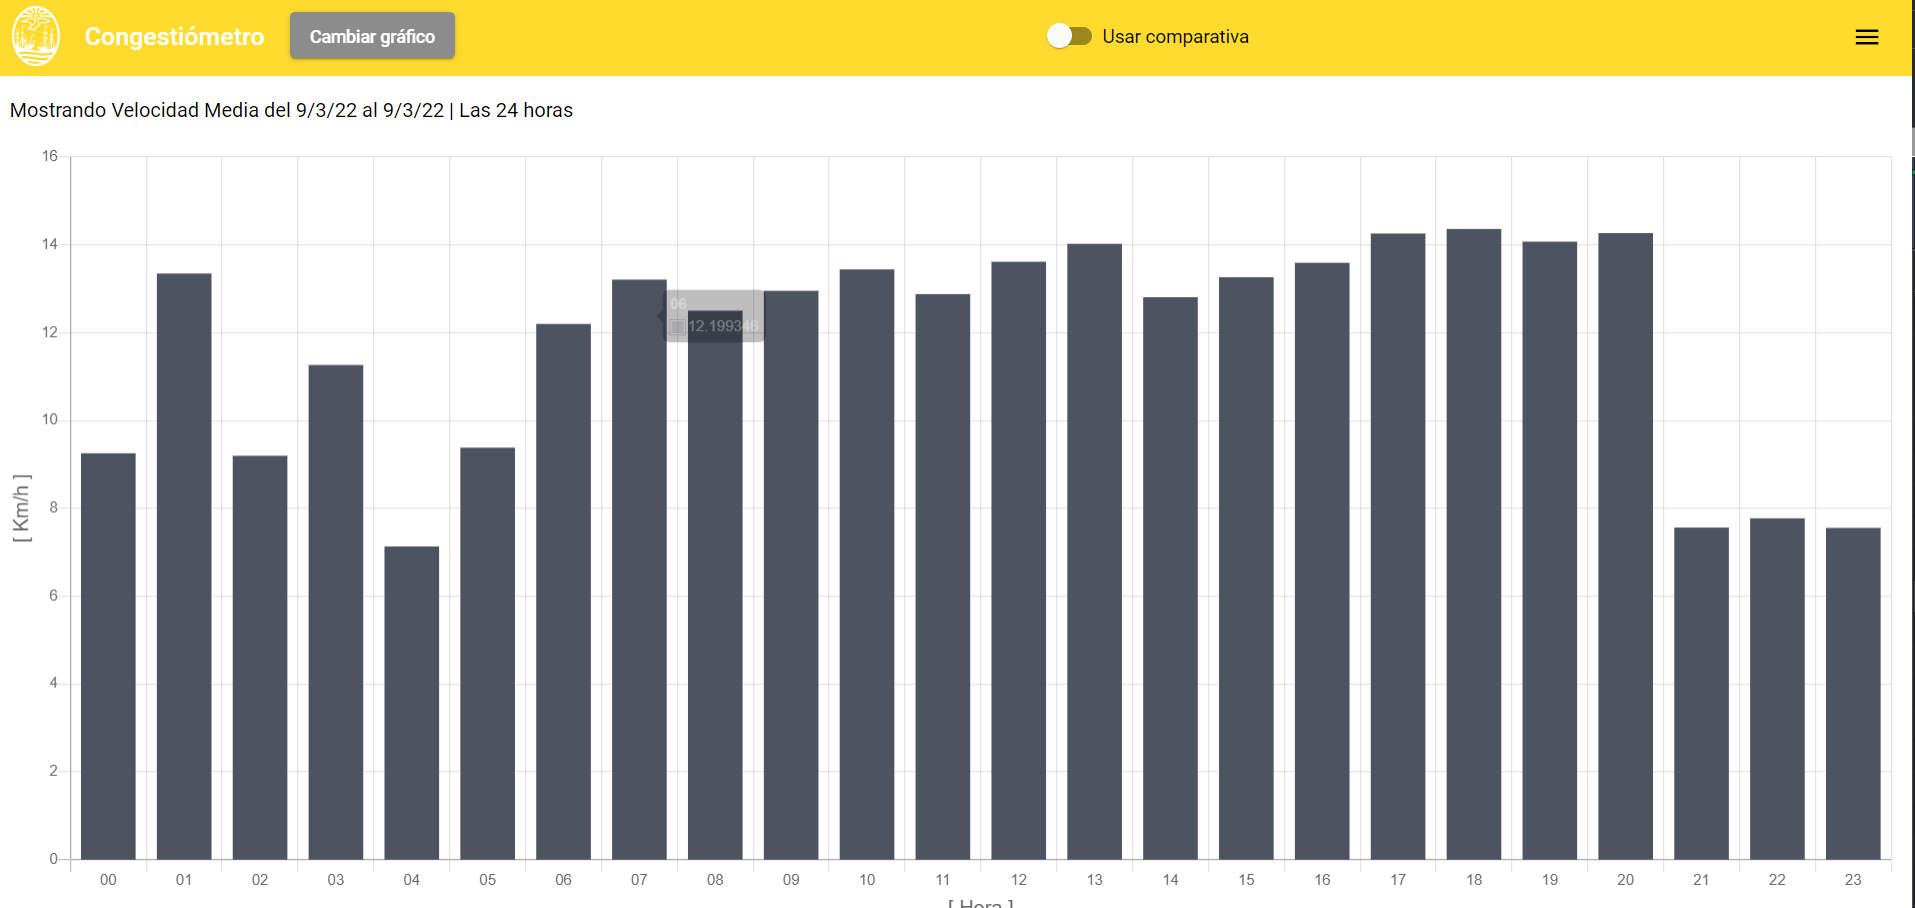 Congestiómetro
Cambiar gráfico
Usar comparativa
Mostrando Velocidad Media del 9/3/22 al 9/3/22 | Las 24 horas
16
14
12
10
8
6
4
2
0
[ Km/h ]
06
12.199346
00 01 02 03 04 05 06 07 08 09 10 11 12 13 14 15 16 17 18 19 20 21 22 23
[ Hora ]